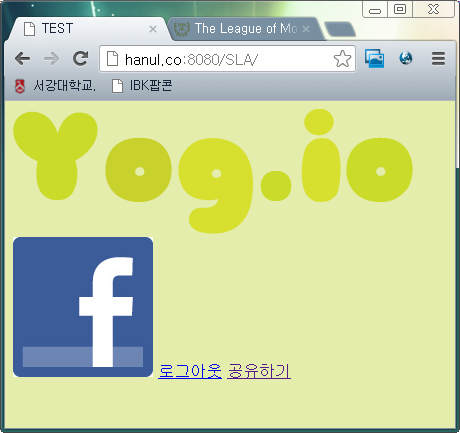 TEST
The League of Mo
hanul.co:8080/SLA/
서강대학교.
IBK팝콘
Yog.io
f
로그아웃 공유하기